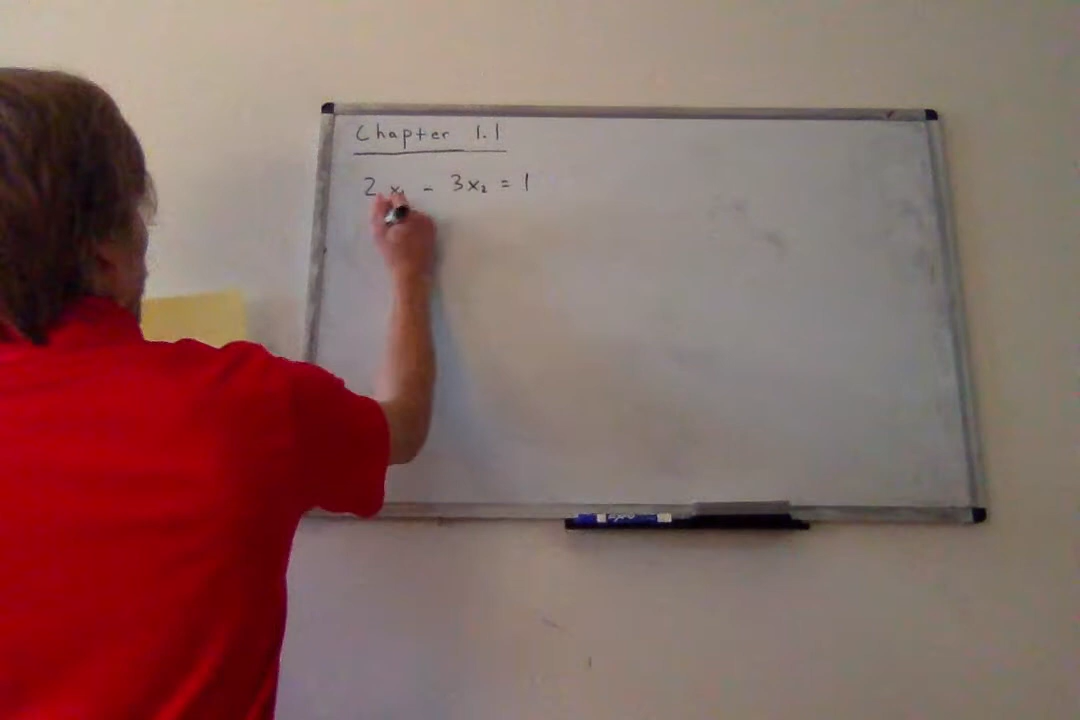 Chapter 1.1
2x₁ - 3x₂ = 1